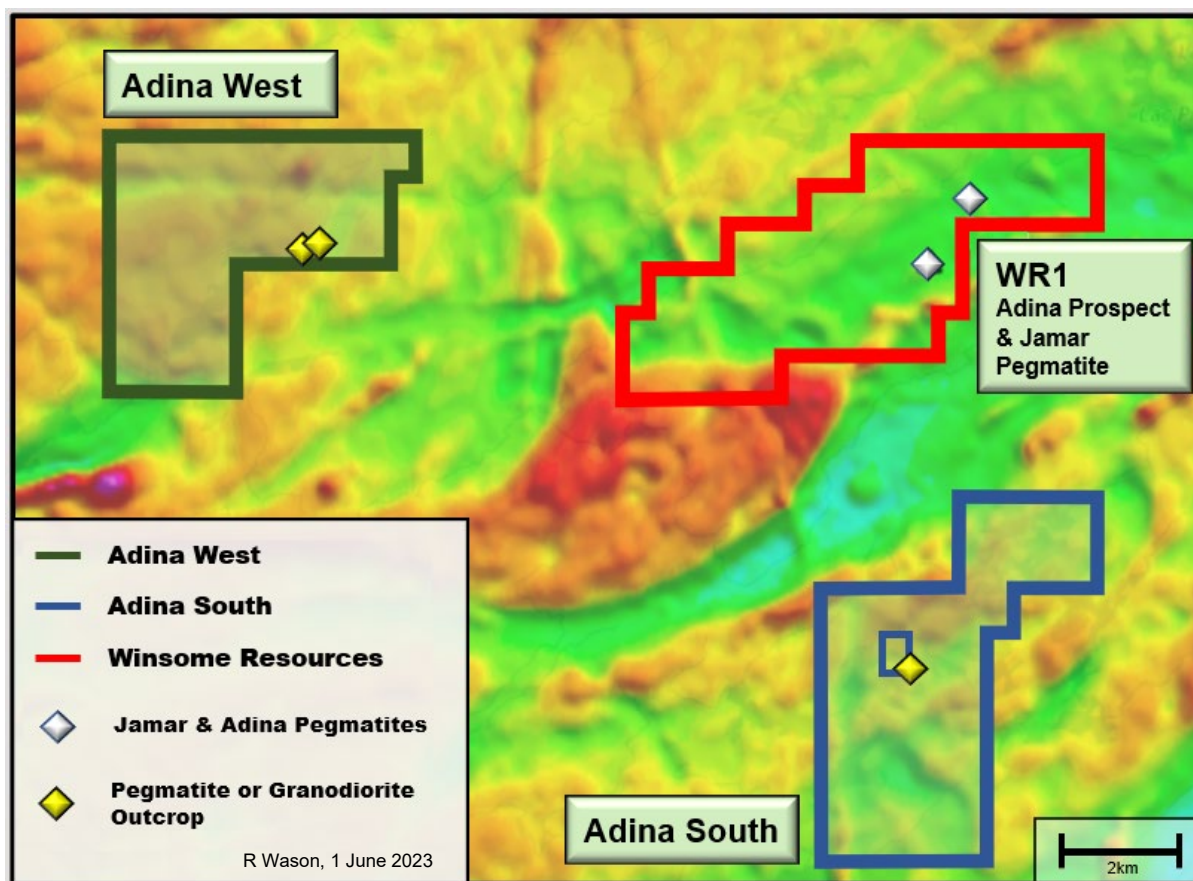 Adina West
WR1
Adina Prospect
& Jamar
Pegmatite
Adina West
Adina South
Winsome Resources
Jamar & Adina Pegmatites
Pegmatite or Granodiorite
Outcrop
R Wason, 1 June 2023
Adina South
2km